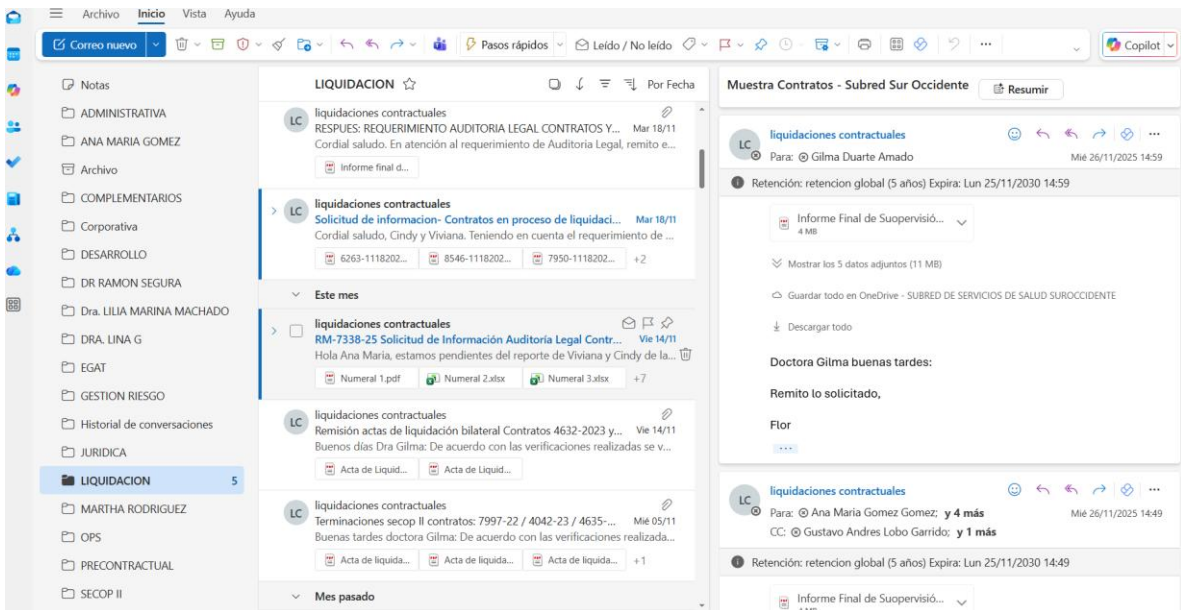 Archivo Inicio Vista Ayuda
Correo nuevo Pasos rápidos Leído / No leído Copilot
Notas
ADMINISTRATIVA
ANA MARIA GOMEZ
Archivo
COMPLEMENTARIOS
Corporativa
DESARROLLO
DR RAMON SEGURA
Dra. LILIA MARINA MACHADO
DRA. LINA G
EGAT
GESTION RIESGO
Historial de conversaciones
JURIDICA
LIQUIDACION 5
MARTHA RODRIGUEZ
OPS
PRECONTRACTUAL
SECOP II
LIQUIDACION Por Fecha
LC
liquidaciones contractuales
RESPUES: REQUERIMIENTO AUDITORIA LEGAL CONTRATOS Y... Mar 18/11
Cordial saludo. En atención al requerimiento de Auditoria Legal, remito e...
Informe final d...
LC
liquidaciones contractuales
Solicitud de informacion- Contratos en proceso de liquidaci... Mar 18/11
Cordial saludo, Cindy y Viviana. Teniendo en cuenta el requerimiento de ...
6263-1118202... 8546-1118202... 7950-1118202... +2
Este mes
liquidaciones contractuales
RM-7338-25 Solicitud de Información Auditoría Legal Contr... Vie 14/11
Hola Ana Maria, estamos pendientes del reporte de Viviana y Cindy de la...
Numeral 1.pdf Numeral 2.xlsx Numeral 3.xlsx +7
LC
liquidaciones contractuales
Remisión actas de liquidación bilateral Contratos 4632-2023 y... Vie 14/11
Buenos días Dra Gilma: De acuerdo con las verificaciones realizadas se v...
Acta de Liquid... Acta de Liquid...
LC
liquidaciones contractuales
Terminaciones secop II contratos: 7997-22 / 4042-23 / 4635-... Mié 05/11
Buenas tardes doctora Gilma: De acuerdo con las verificaciones realizada...
Acta de liquida... Acta de liquida... Acta de liquida... +1
Mes pasado
Muestra Contratos - Subred Sur Occidente Resumir
LC
liquidaciones contractuales
Para: Gilma Duarte Amado Mié 26/11/2025 14:59
Retención: retencion global (5 años) Expira: Lun 25/11/2030 14:59
Informe Final de Suopervisió...
4 MB
Mostrar los 5 datos adjuntos (11 MB)
Guardar todo en OneDrive - SUBRED DE SERVICIOS DE SALUD SUROCCIDENTE
Descargar todo
Doctora Gilma buenas tardes:
Remito lo solicitado,
Flor
...
LC
liquidaciones contractuales
Para: Ana Maria Gomez Gomez; y 4 más Mié 26/11/2025 14:49
CC: Gustavo Andres Lobo Garrido; y 1 más
Retención: retencion global (5 años) Expira: Lun 25/11/2030 14:49
Informe Final de Suopervisió...